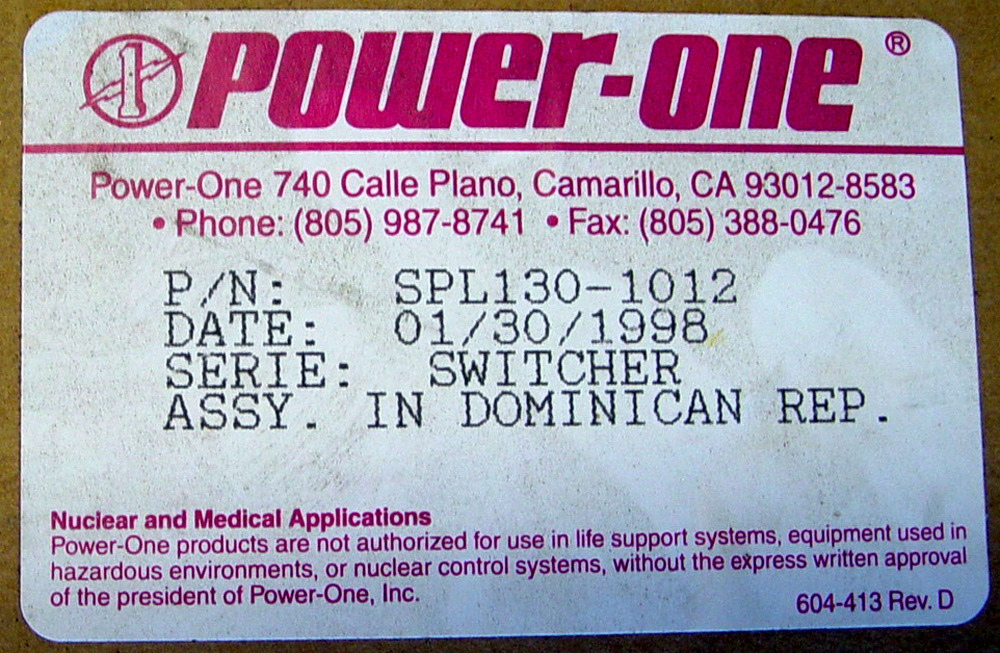 1 POWER-ONE ®
Power-One 740 Calle Plano, Camarillo, CA 93012-8583
• Phone: (805) 987-8741 • Fax: (805) 388-0476
P/N: SPL130-1012
DATE: 01/30/1998
SERIE: SWITCHER
ASSY. IN DOMINICAN REP.
Nuclear and Medical Applications
Power-One products are not authorized for use in life support systems, equipment used in
hazardous environments, or nuclear control systems, without the express written approval
of the president of Power-One, Inc.
604-413 Rev. D